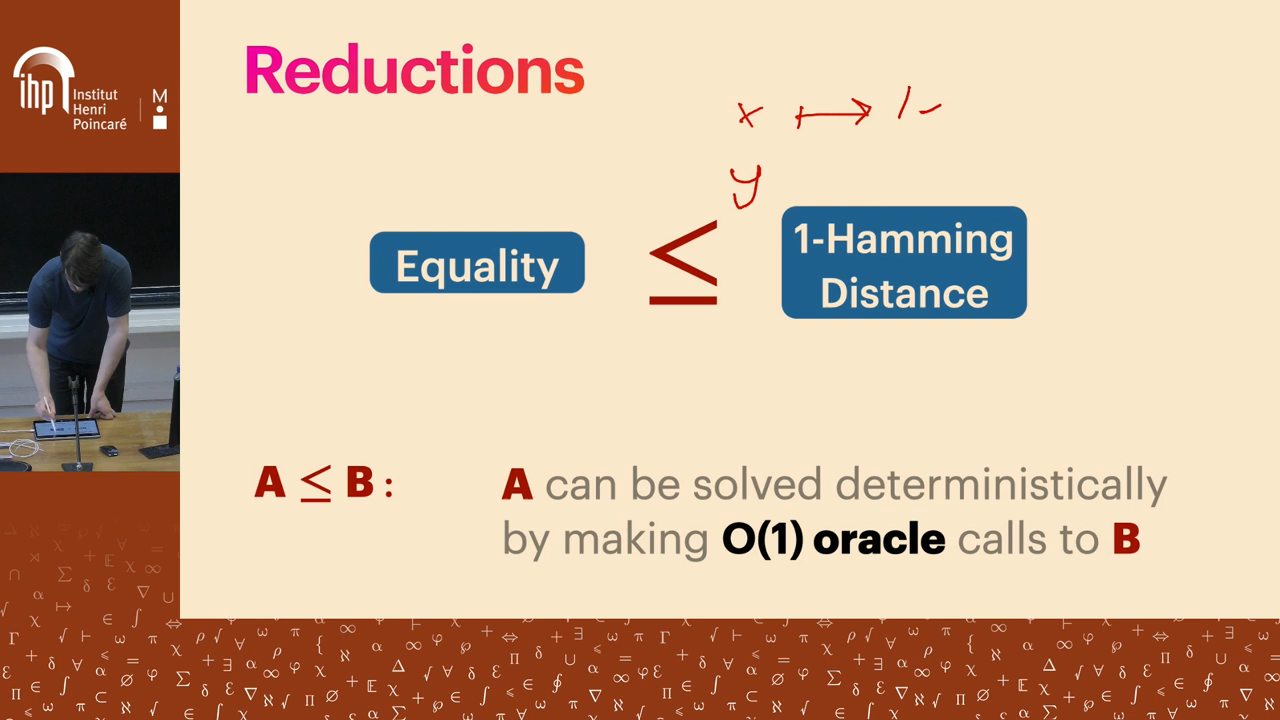 ihp Institut
Henri
Poincaré
M
Reductions
x ↦
y
Equality ≤ 1-Hamming
Distance
A ≤ B : A can be solved deterministically
by making O(1) oracle calls to B